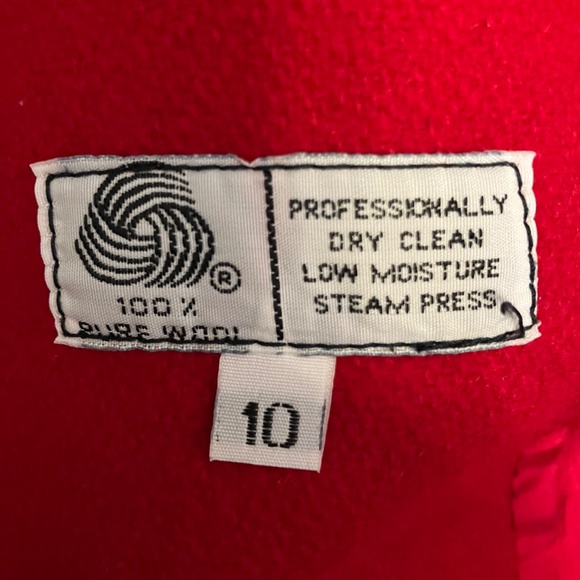 ®
100%
PURE WOOL
PROFESSIONALLY
DRY CLEAN
LOW MOISTURE
STEAM PRESS
10